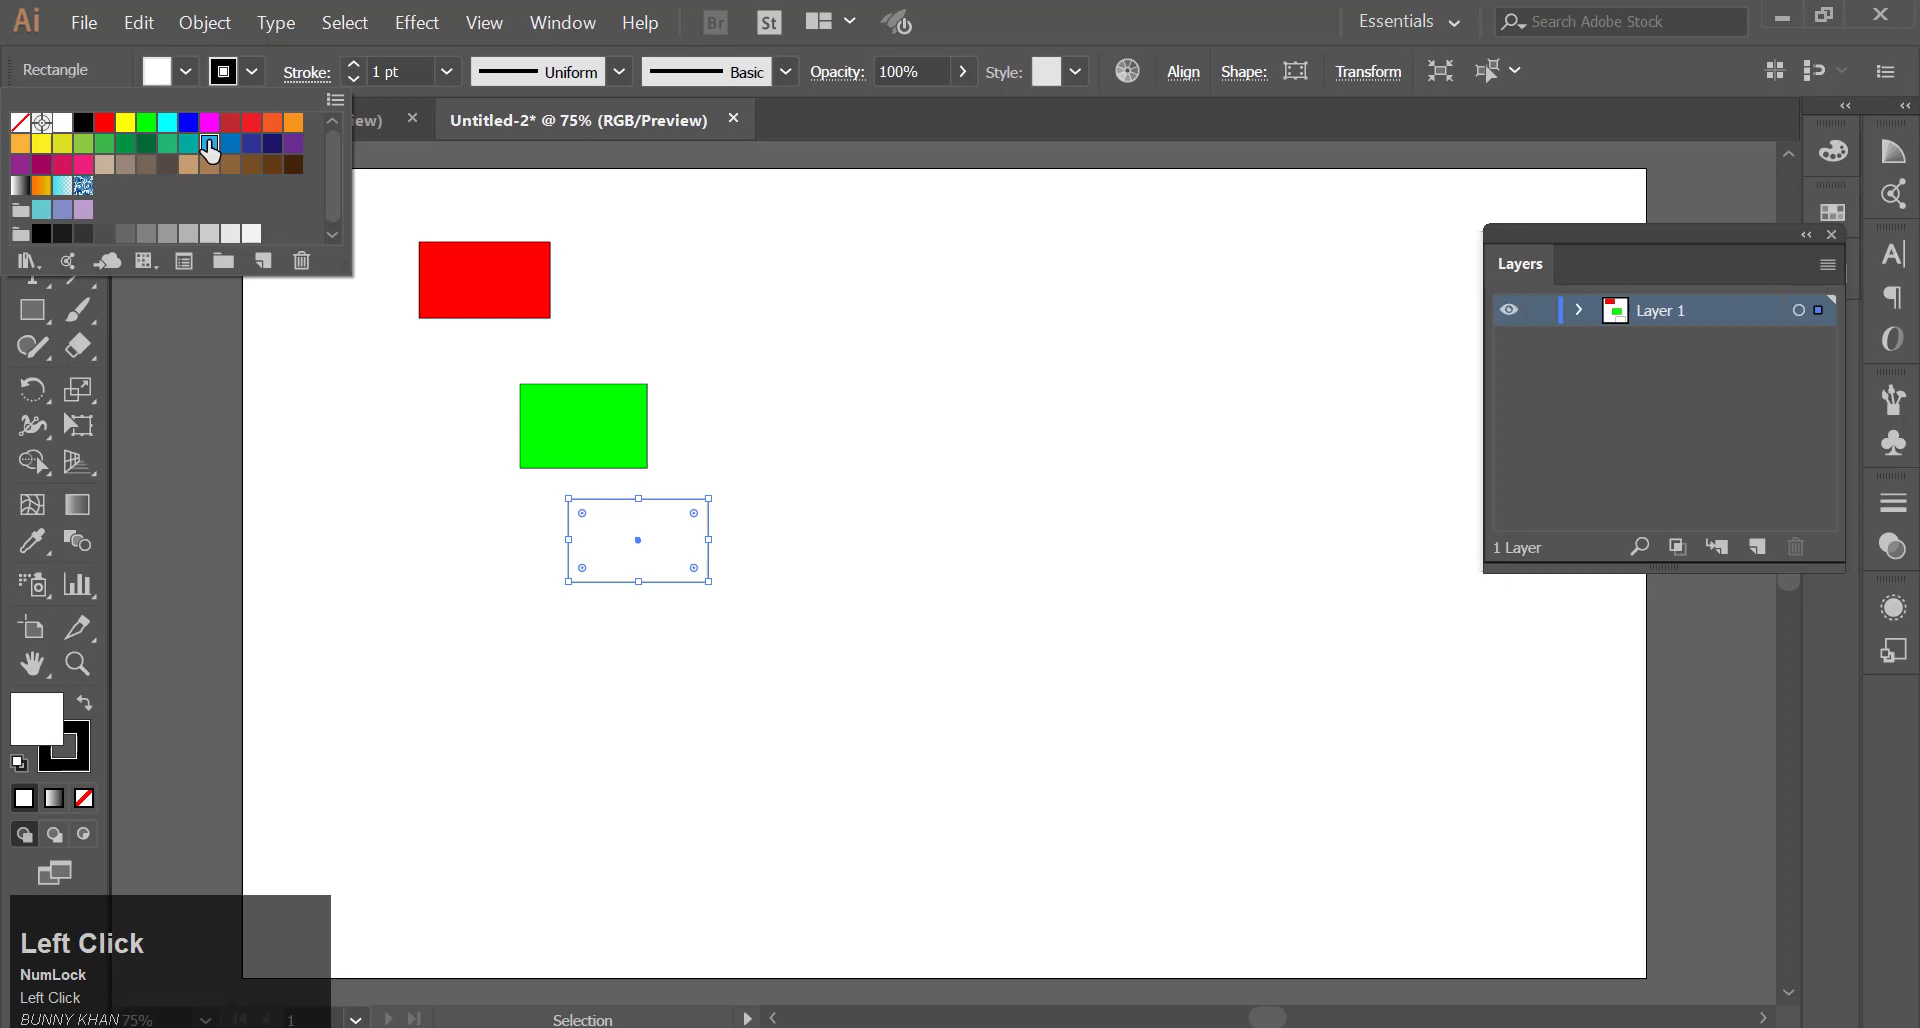 Ai File Edit Object Type Select Effect View Window Help Br St Essentials Search Adobe Stock
Rectangle Stroke: 1 pt Uniform Basic Opacity: 100% Style: Align Shape: Transform
iew) Untitled-2* @ 75% (RGB/Preview)
Layers
Layer 1
1 Layer
Left Click
NumLock
Left Click
BUNNY KHAN 75% 1 Selection